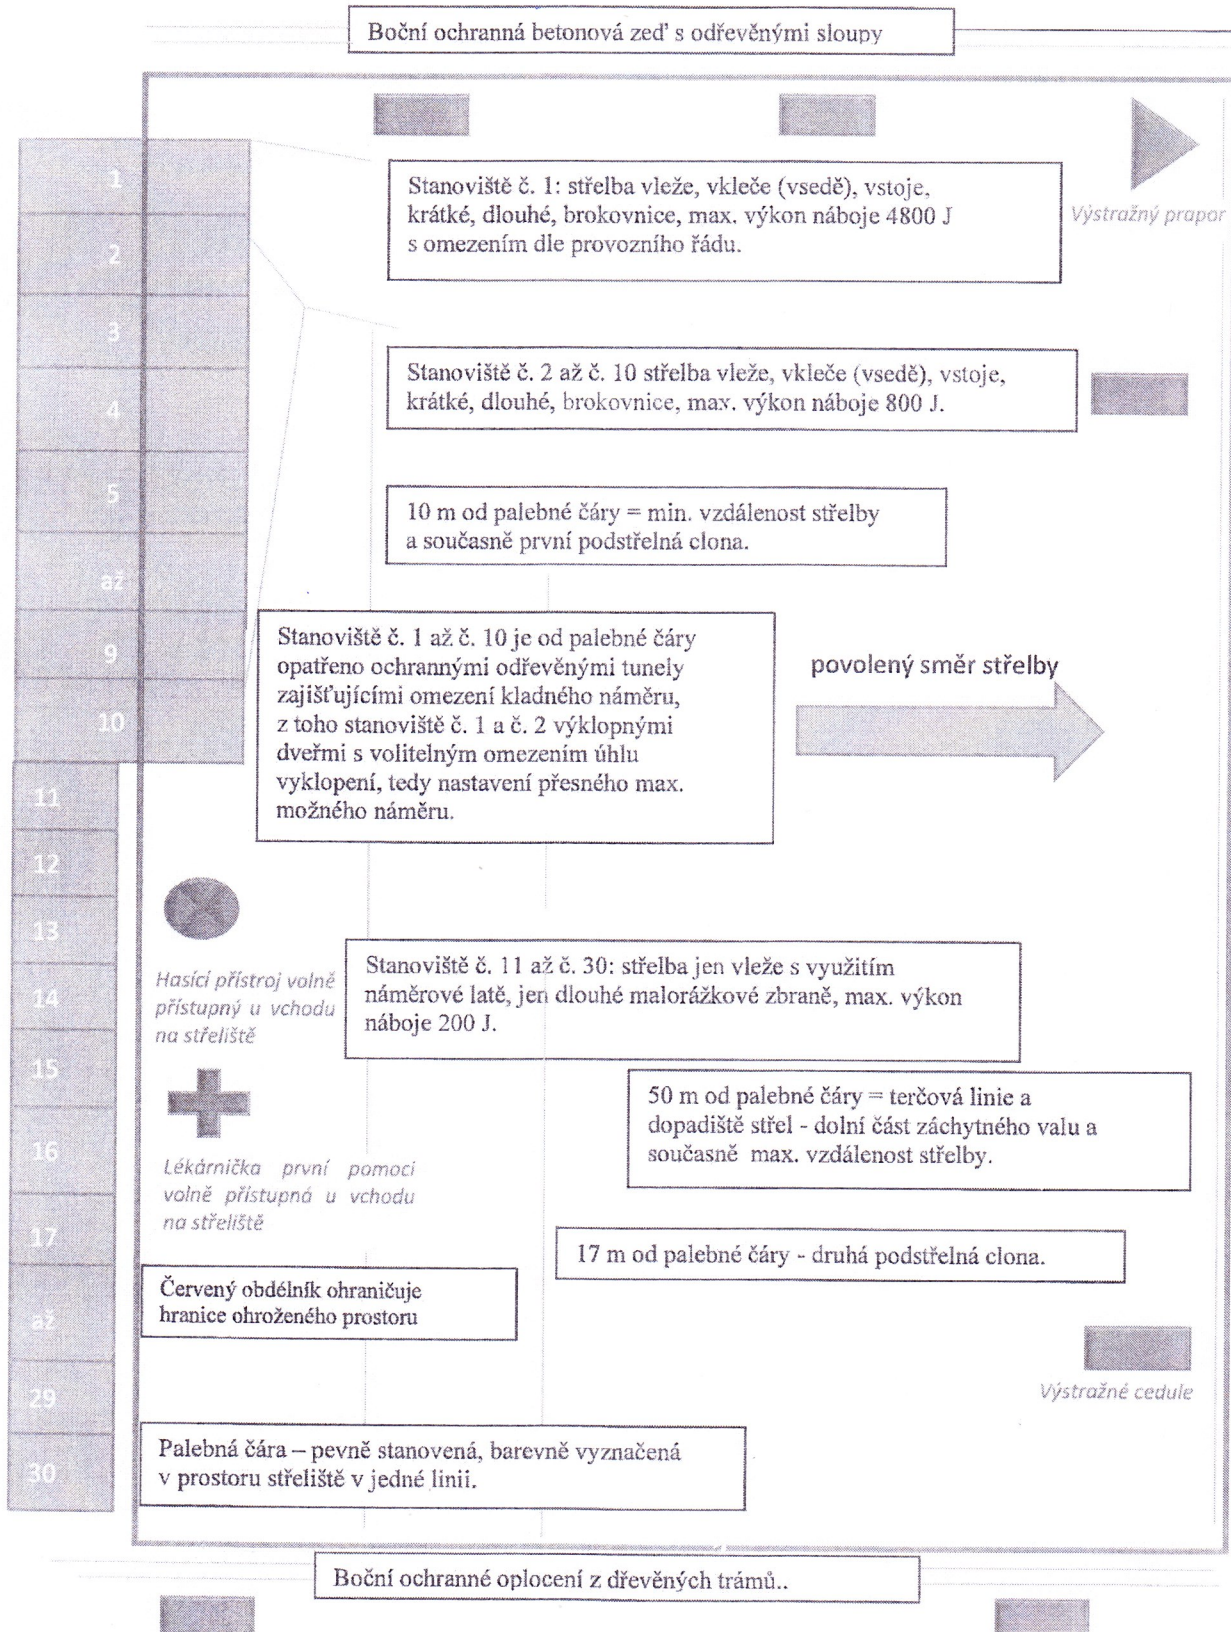 Boční ochranná betonová zeď s odřevěnými sloupy
1
2
3
4
5
až
9
10
11
12
13
14
15
16
17
až
29
30
Stanoviště č. 1: střelba vleže, vkleče (vsedě), vstoje,
krátké, dlouhé, brokovnice, max. výkon náboje 4800 J
s omezením dle provozního řádu.
Výstražný prapor
Stanoviště č. 2 až č. 10 střelba vleže, vkleče (vsedě), vstoje,
krátké, dlouhé, brokovnice, max. výkon náboje 800 J.
10 m od palebné čáry = min. vzdálenost střelby
a současně první podstřelná clona.
Stanoviště č. 1 až č. 10 je od palebné čáry
opatřeno ochrannými odřevěnými tunely
zajišťujícími omezení kladného náměru,
z toho stanoviště č. 1 a č. 2 výklopnými
dveřmi s volitelným omezením úhlu
vyklopení, tedy nastavení přesného max.
možného náměru.
povolený směr střelby
Hasící přístroj volně
přístupný u vchodu
na střeliště
Stanoviště č. 11 až č. 30: střelba jen vleže s využitím
náměrové latě, jen dlouhé malorážkové zbraně, max. výkon
náboje 200 J.
50 m od palebné čáry = terčová linie a
dopadiště střel - dolní část záchytného valu a
současně max. vzdálenost střelby.
Lékárnička první pomoci
volně přístupná u vchodu
na střeliště
17 m od palebné čáry - druhá podstřelná clona.
Červený obdélník ohraničuje
hranice ohroženého prostoru
Výstražné cedule
Palebná čára – pevně stanovená, barevně vyznačená
v prostoru střeliště v jedné linii.
Boční ochranné oplocení z dřevěných trámů..